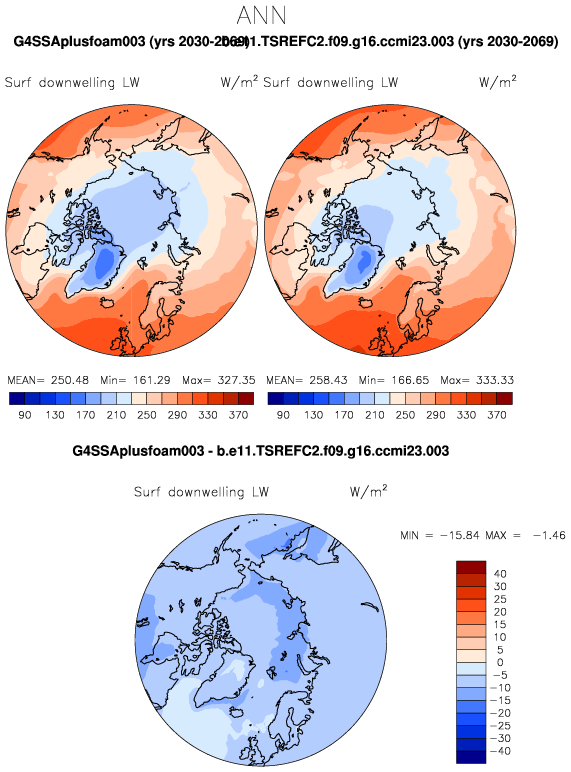 ANN
G4SSAplusfoam003 (yrs 2030-2069) b.e11.TSREFC2.f09.g16.ccmi23.003 (yrs 2030-2069)
Surf downwelling LW W/m² Surf downwelling LW W/m²
MEAN= 250.48 Min= 161.29 Max= 327.35 MEAN= 258.43 Min= 166.65 Max= 333.33
90 130 170 210 250 290 330 370 90 130 170 210 250 290 330 370
G4SSAplusfoam003 - b.e11.TSREFC2.f09.g16.ccmi23.003
Surf downwelling LW W/m²
MIN = −15.84 MAX = −1.46
40
30
25
20
15
10
5
0
−5
−10
−15
−20
−25
−30
−40